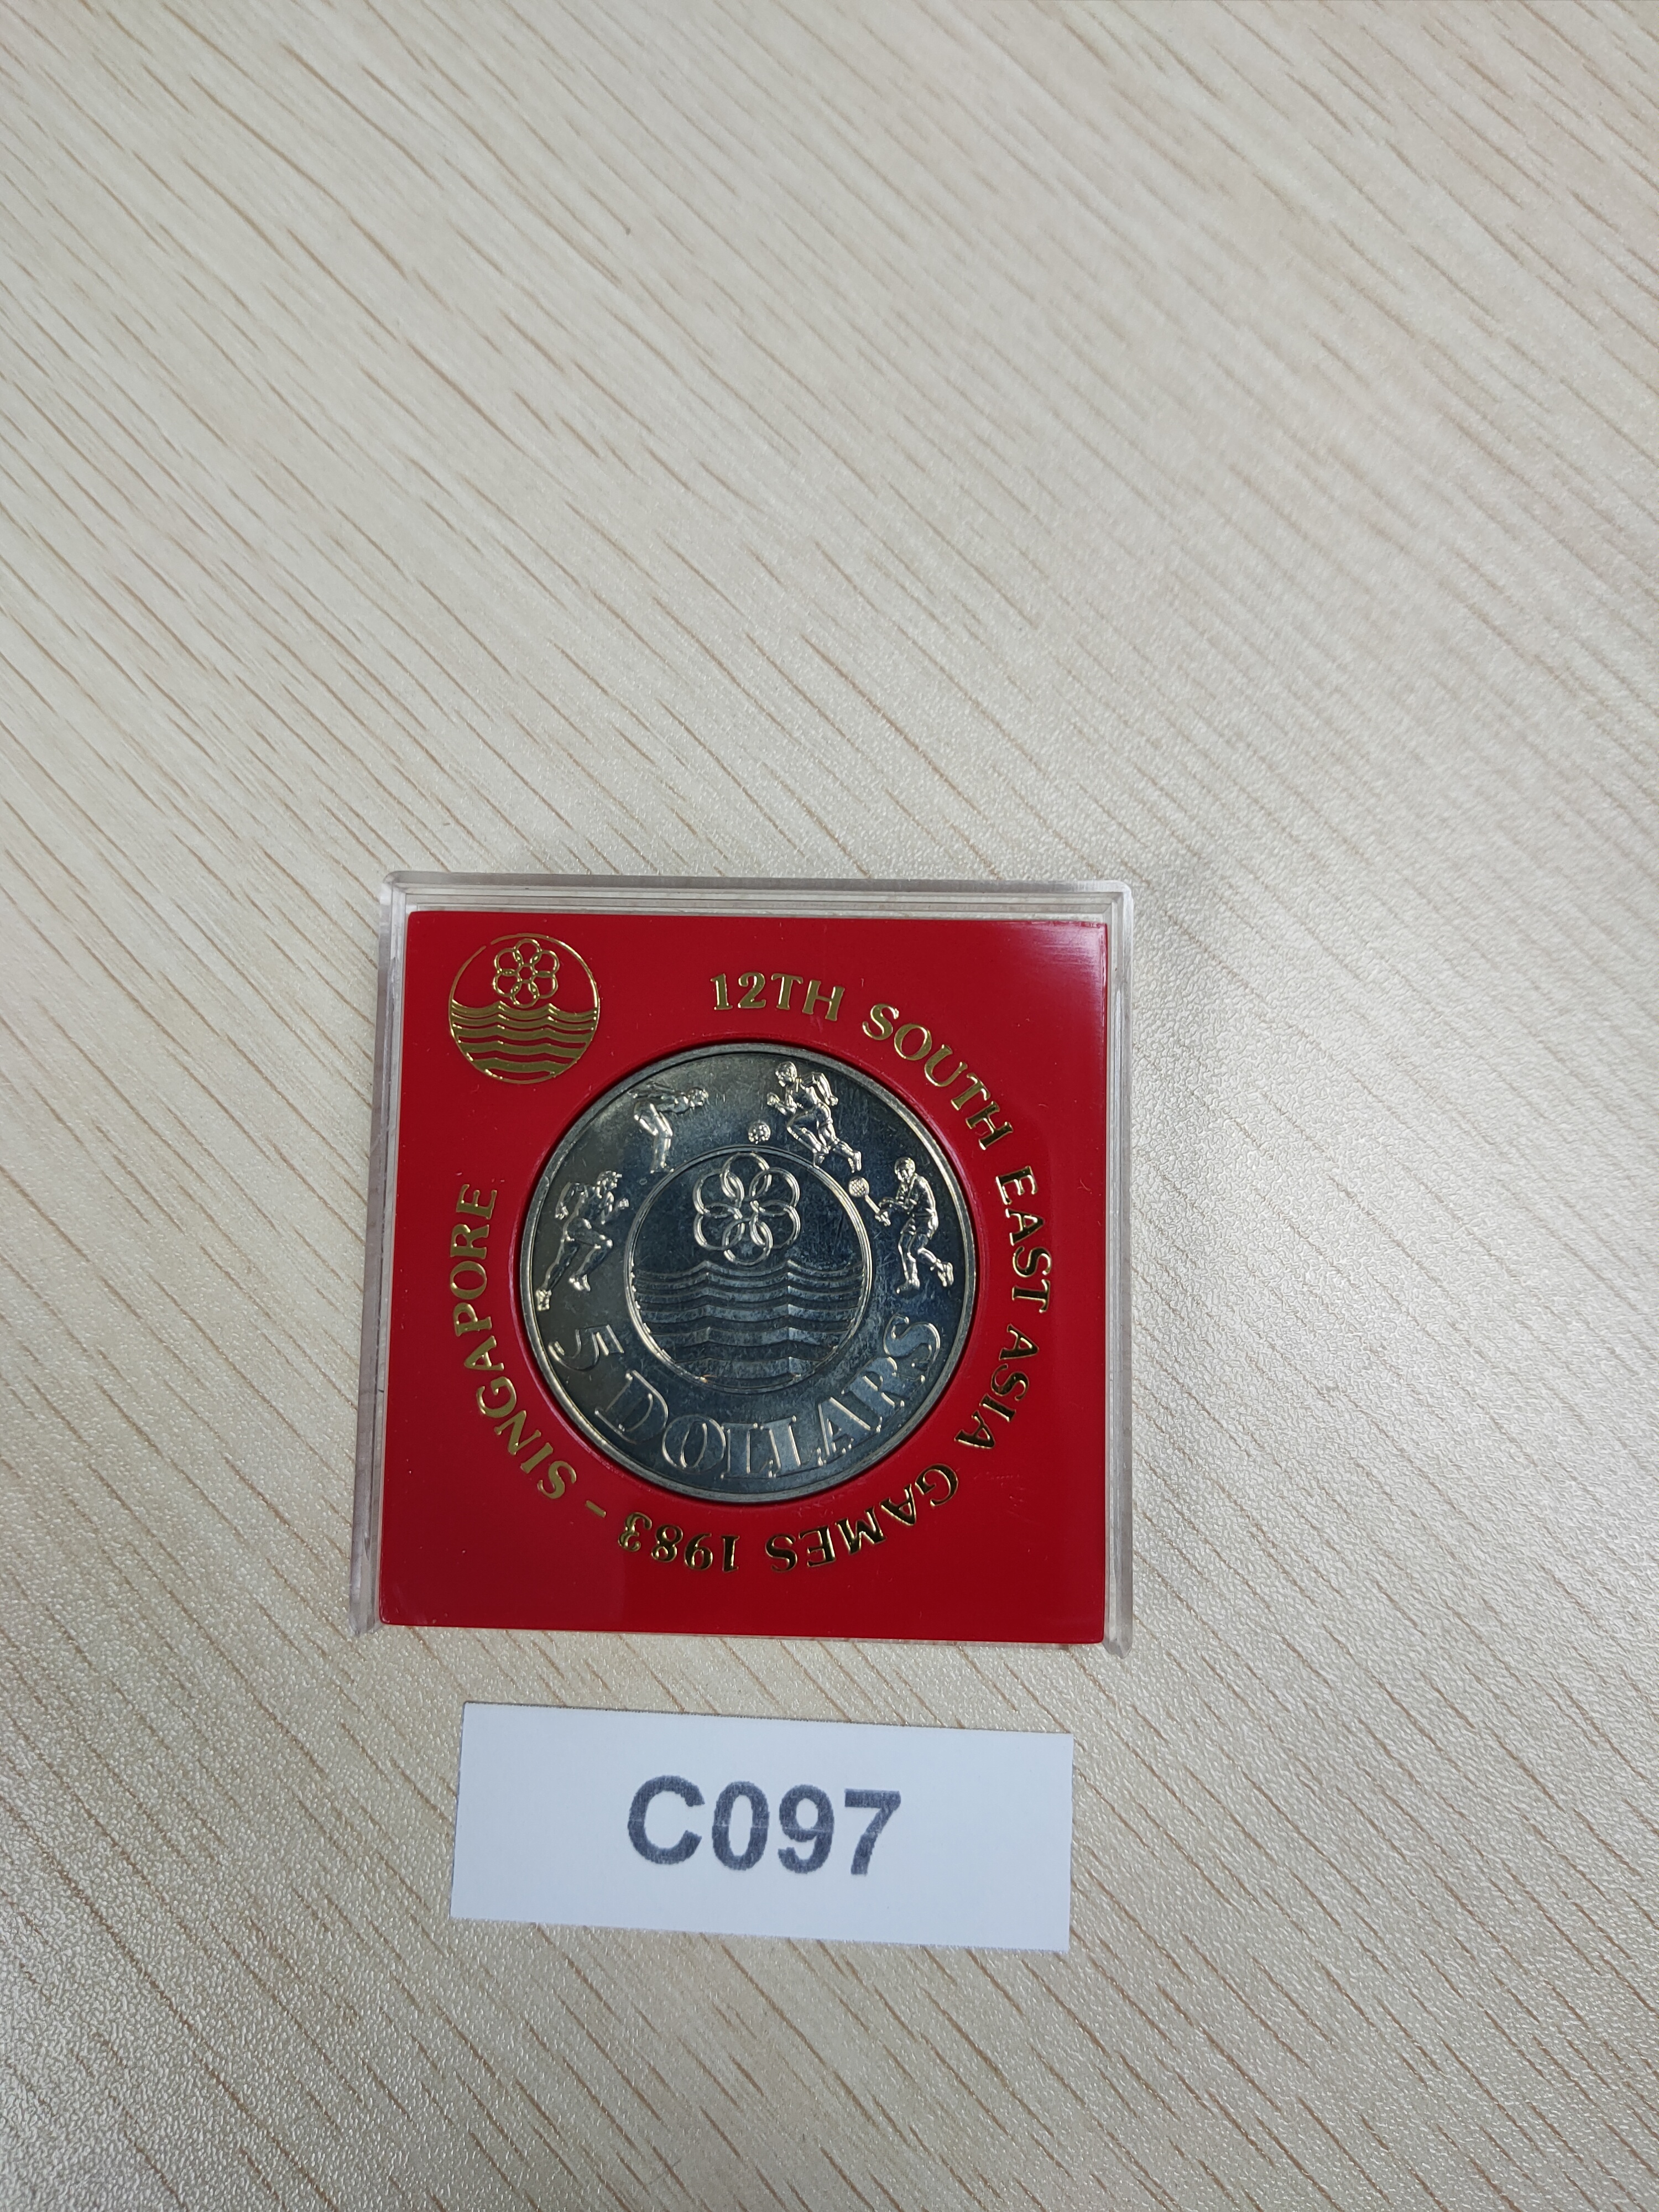 12TH SOUTH EAST ASIA GAMES 1983 - SINGAPORE
5 DOLLARS
C097